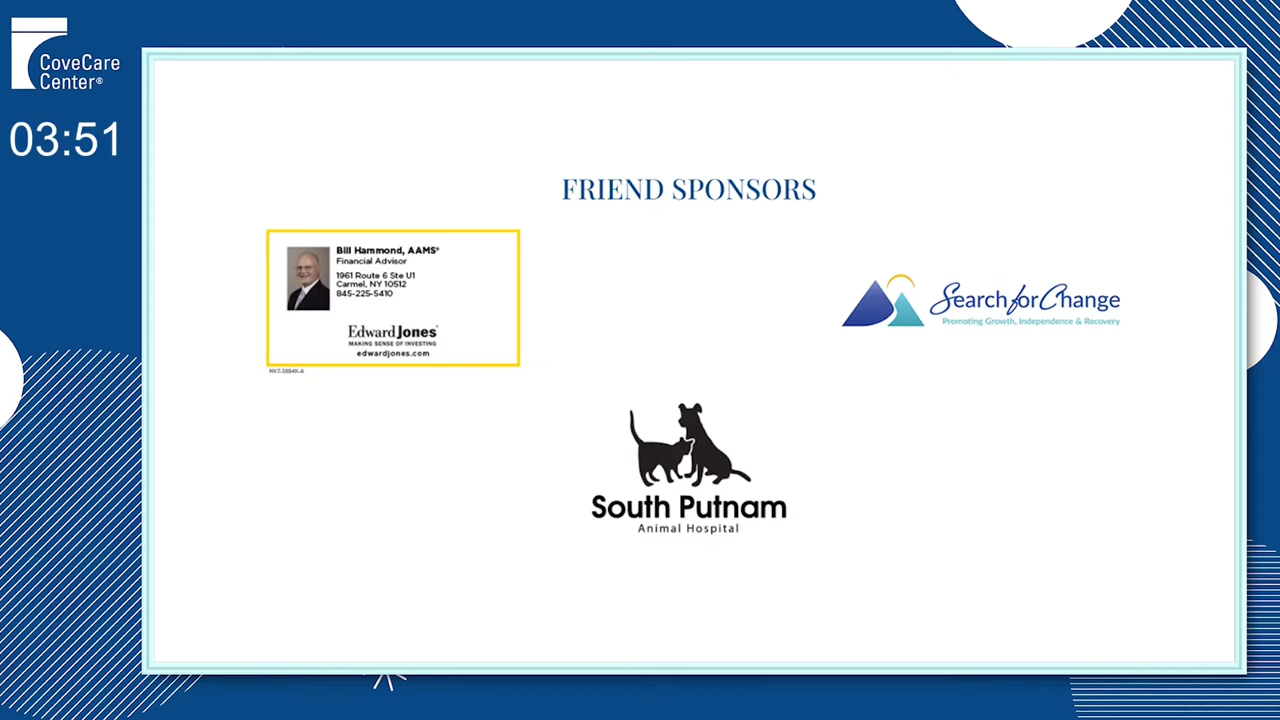 CoveCare
Center®
03:51
FRIEND SPONSORS
Bill Hammond, AAMS®
Financial Advisor
1961 Route 6 Ste U1
Carmel, NY 10512
845-225-5410
Edward Jones®
MAKING SENSE OF INVESTING
edwardjones.com
Search for Change
Promoting Growth, Independence & Recovery
South Putnam
Animal Hospital